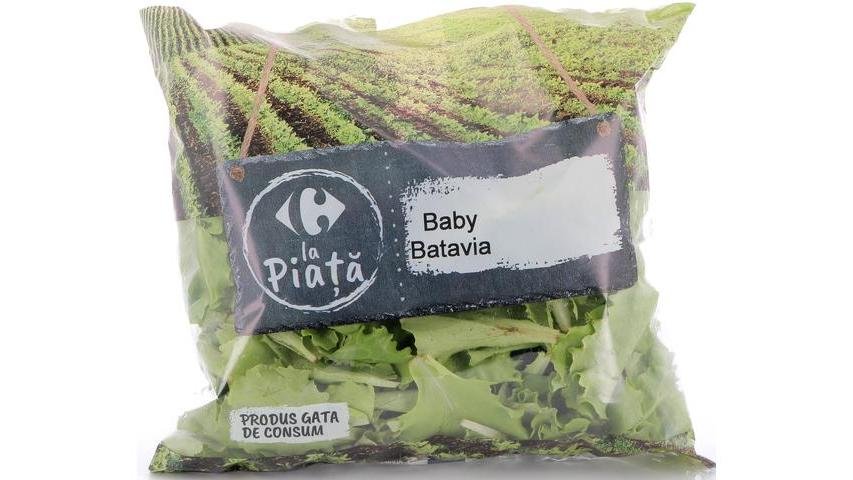 la
Piață
Baby
Batavia
PRODUS GATA
DE CONSUM